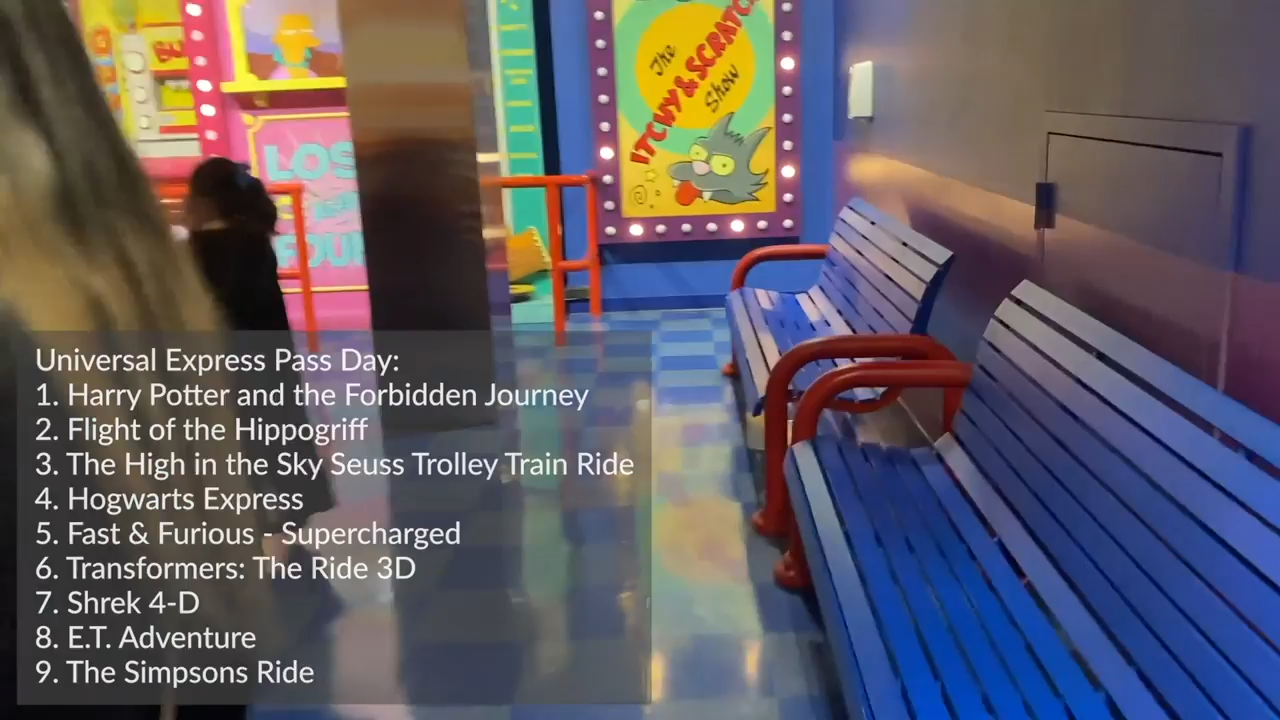 The
ITCHY & SCRATCHY
Show
LOS
FOUR
Universal Express Pass Day:
1. Harry Potter and the Forbidden Journey
2. Flight of the Hippogriff
3. The High in the Sky Seuss Trolley Train Ride
4. Hogwarts Express
5. Fast & Furious - Supercharged
6. Transformers: The Ride 3D
7. Shrek 4-D
8. E.T. Adventure
9. The Simpsons Ride